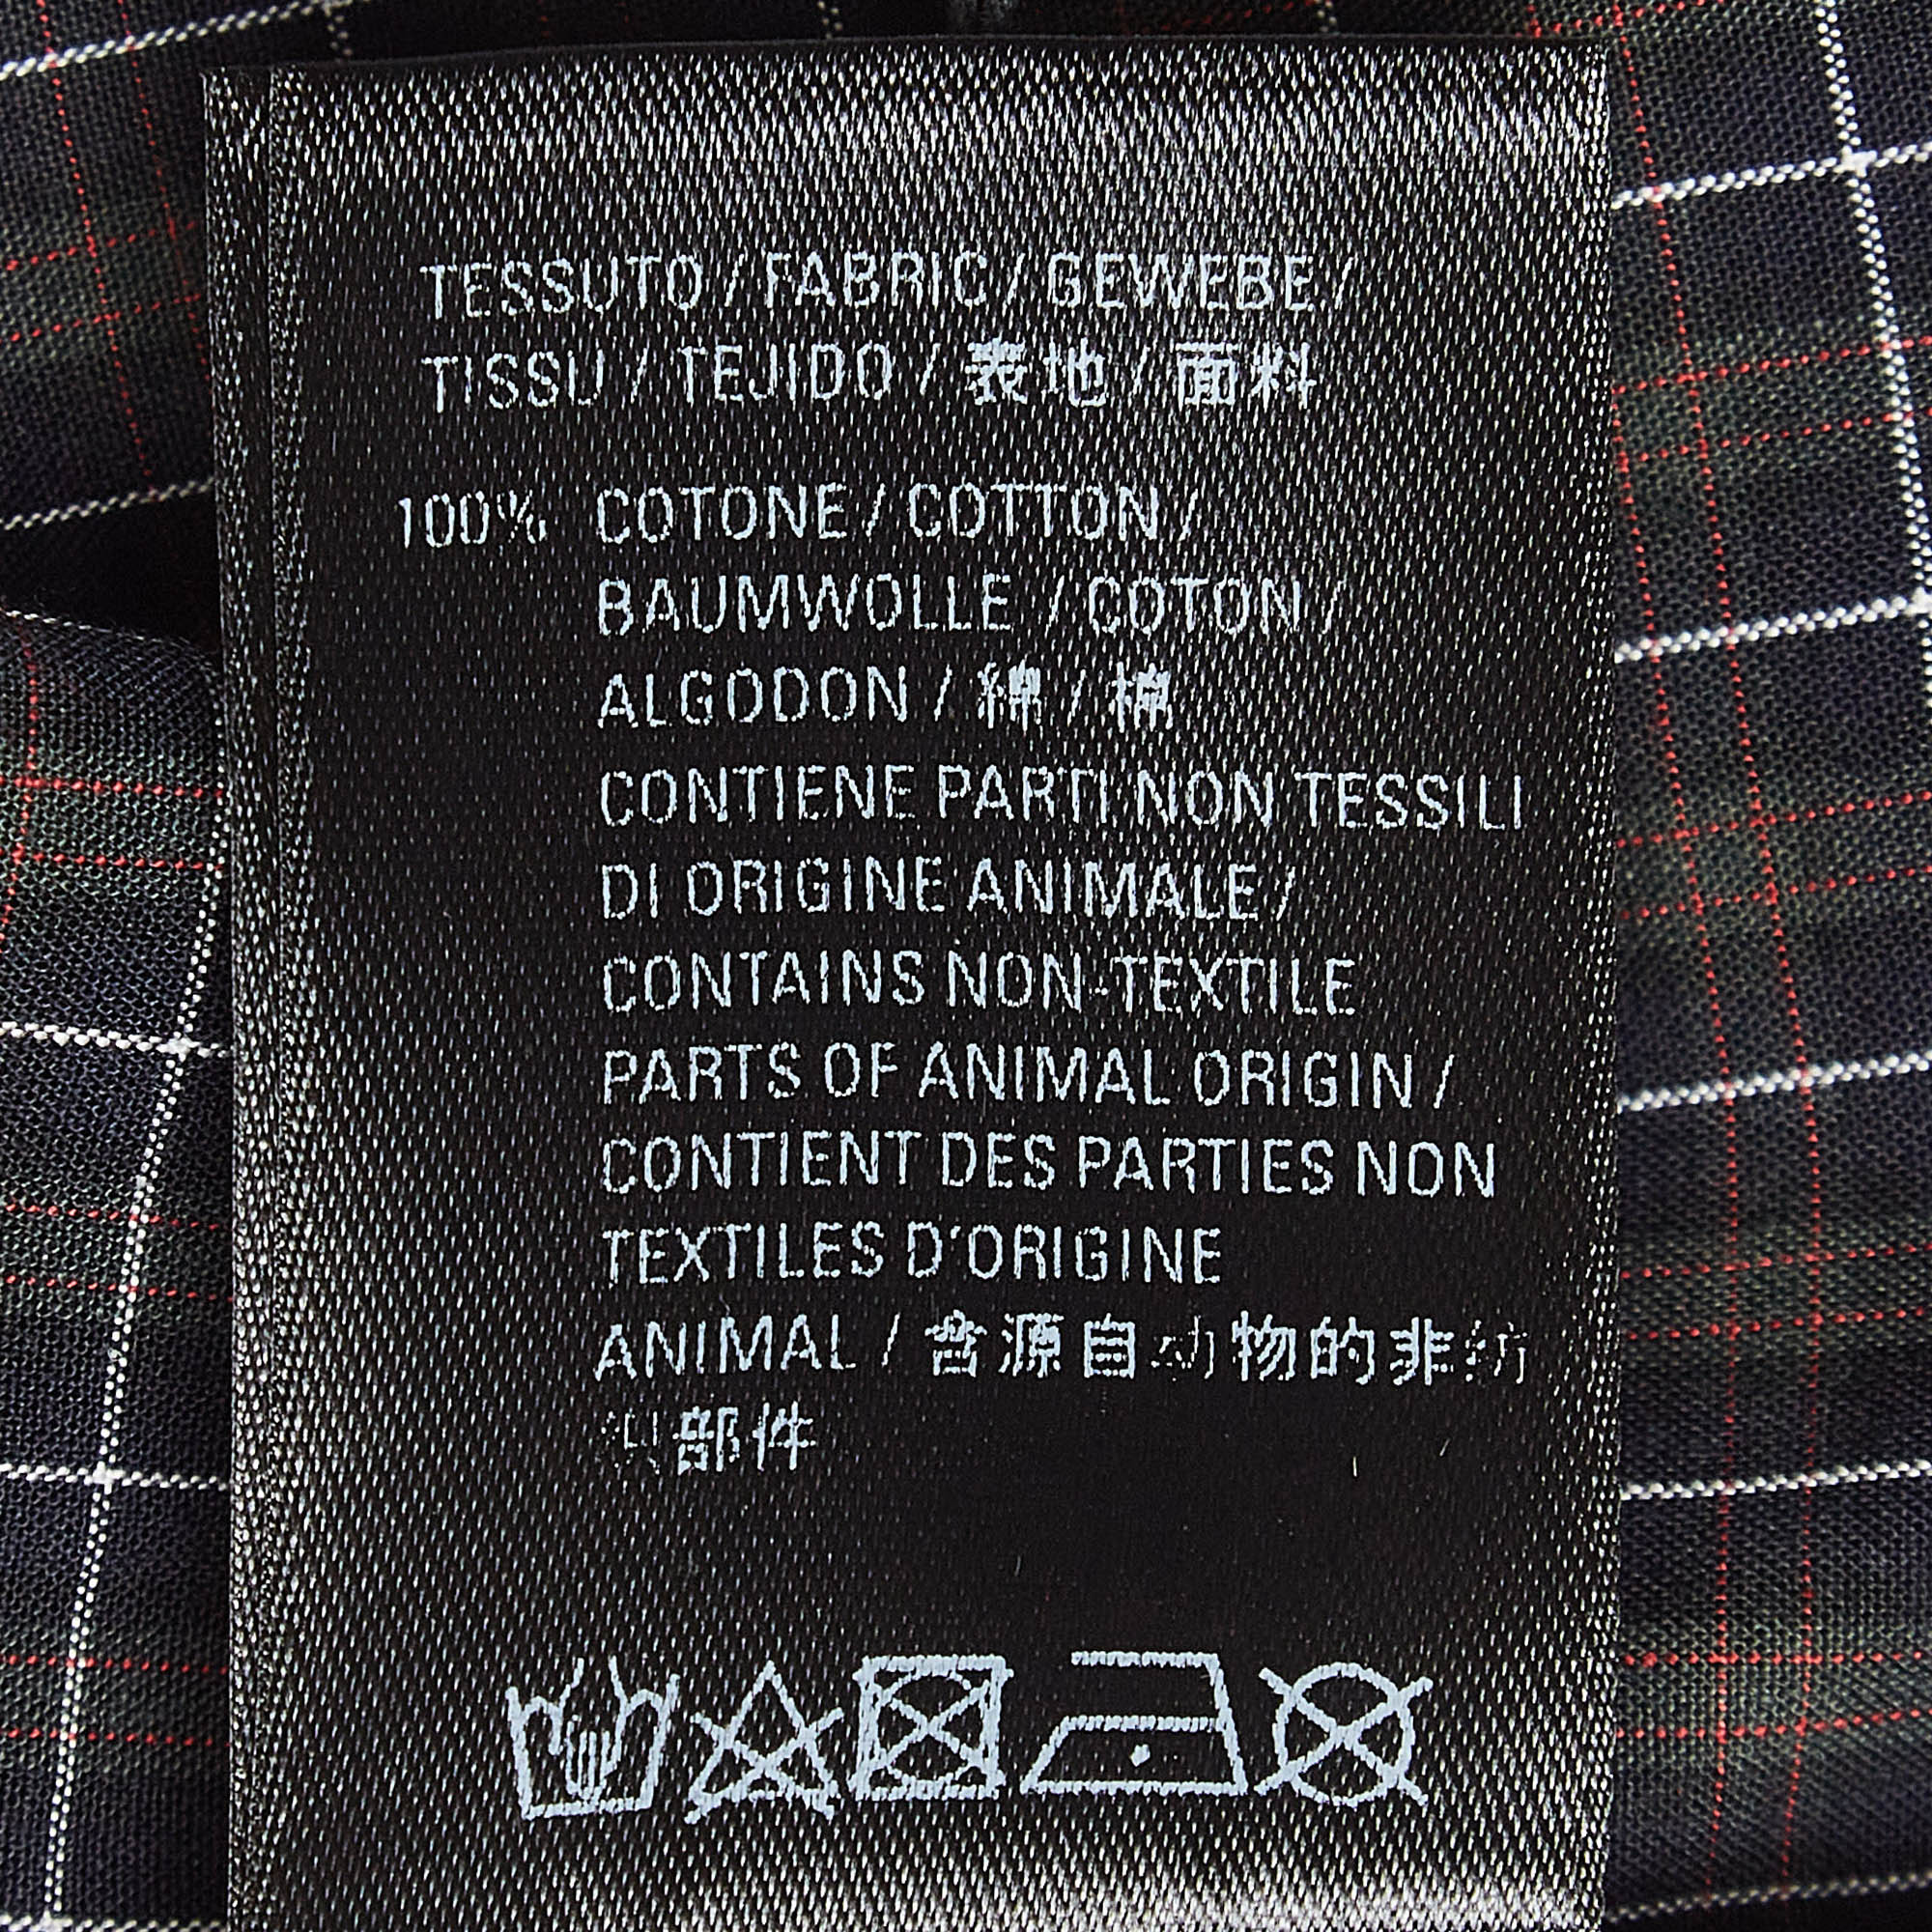 TESSUTO / FABRIC / GEWEBE /
TISSU / TEJIDO / 表地 / 面料
100% COTONE / COTTON /
BAUMWOLLE / COTON /
ALGODON / 綿 / 棉
CONTIENE PARTI NON TESSILI
DI ORIGINE ANIMALE /
CONTAINS NON-TEXTILE
PARTS OF ANIMAL ORIGIN /
CONTIENT DES PARTIES NON
TEXTILES D'ORIGINE
ANIMAL / 含源自动物的非纺
织部件